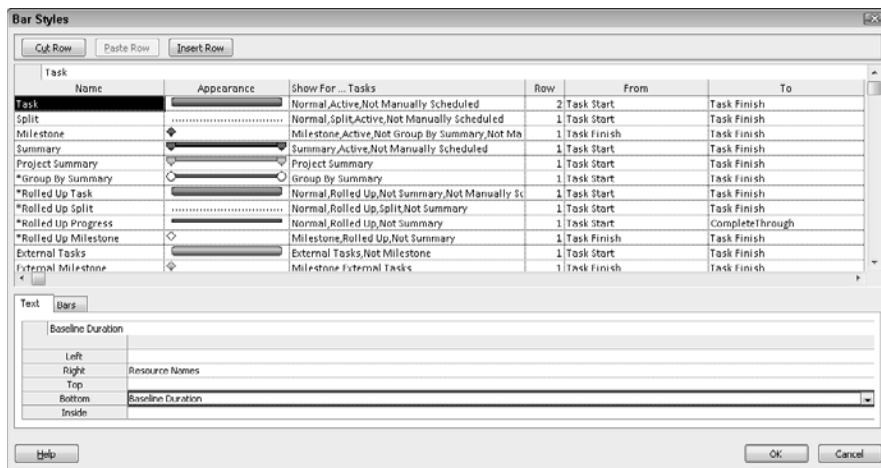 Bar Styles
Cut Row Paste Row Insert Row
Task
Name Appearance Show For ... Tasks Row From To
Task Normal,Active,Not Manually Scheduled 2 Task Start Task Finish
Split Normal,Split,Active,Not Manually Scheduled 1 Task Start Task Finish
Milestone Milestone,Active,Not Group By Summary,Not Ma 1 Task Finish Task Finish
Summary Summary,Active,Not Manually Scheduled 1 Task Start Task Finish
Project Summary Project Summary 1 Task Start Task Finish
*Group By Summary Group By Summary 1 Task Start Task Finish
*Rolled Up Task Normal,Rolled Up,Not Summary,Not Manually Sc 1 Task Start Task Finish
*Rolled Up Split Normal,Rolled Up,Split,Not Summary 1 Task Start Task Finish
*Rolled Up Progress Normal,Rolled Up,Not Summary 1 Task Start CompleteThrough
*Rolled Up Milestone Milestone,Rolled Up,Not Summary 1 Task Finish Task Finish
External Tasks External Tasks,Not Milestone 1 Task Start Task Finish
External Milestone Milestone,External Tasks 1 Task Finish Task Finish
Text Bars
Baseline Duration
Left
Right Resource Names
Top
Bottom Baseline Duration
Inside
Help OK Cancel